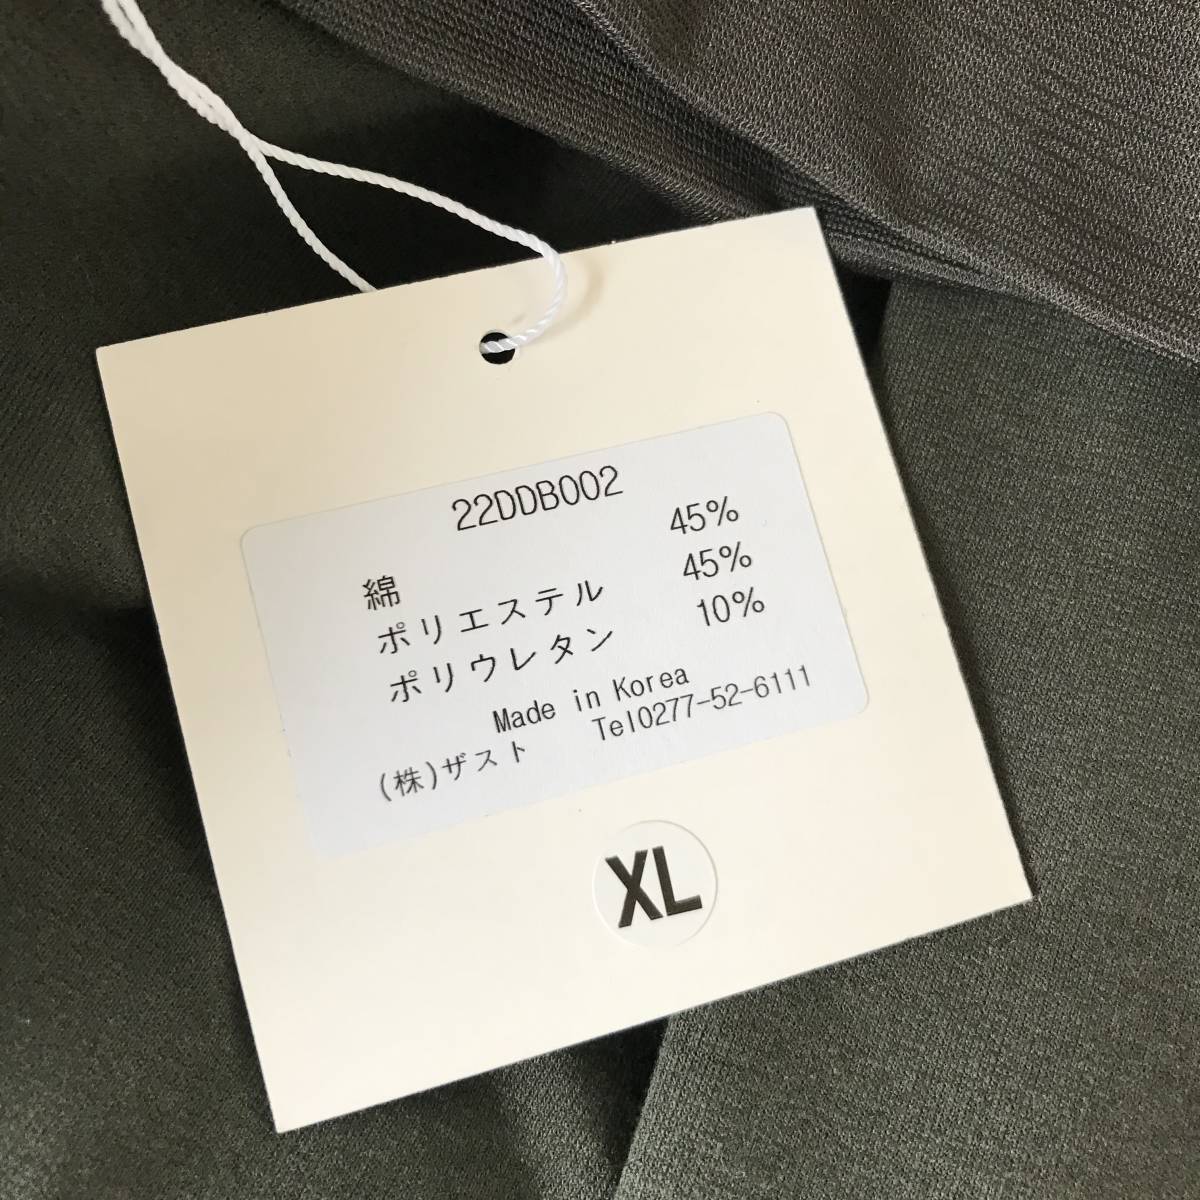 22DDB002
綿 45%
ポリエステル 45%
ポリウレタン 10%
Made in Korea
(株)ザスト Tel0277-52-6111
XL